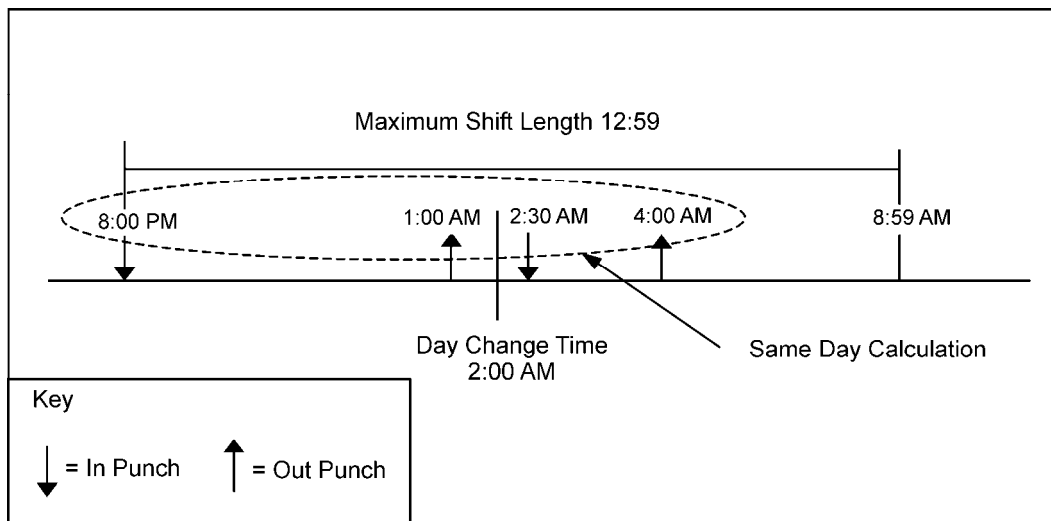 Maximum Shift Length 12:59
8:00 PM 1:00 AM 2:30 AM 4:00 AM 8:59 AM
Day Change Time
2:00 AM
Same Day Calculation
Key
= In Punch = Out Punch